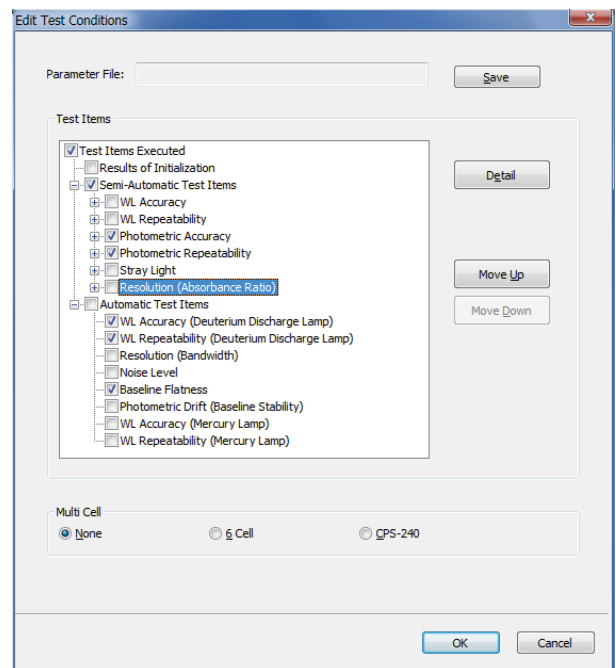 Edit Test Conditions
Parameter File:
Save
Test Items
Test Items Executed
Results of Initialization
Semi-Automatic Test Items
WL Accuracy
WL Repeatability
Photometric Accuracy
Photometric Repeatability
Stray Light
Resolution (Absorbance Ratio)
Automatic Test Items
WL Accuracy (Deuterium Discharge Lamp)
WL Repeatability (Deuterium Discharge Lamp)
Resolution (Bandwidth)
Noise Level
Baseline Flatness
Photometric Drift (Baseline Stability)
WL Accuracy (Mercury Lamp)
WL Repeatability (Mercury Lamp)
Detail
Move Up
Move Down
Multi Cell
None
6 Cell
CPS-240
OK
Cancel